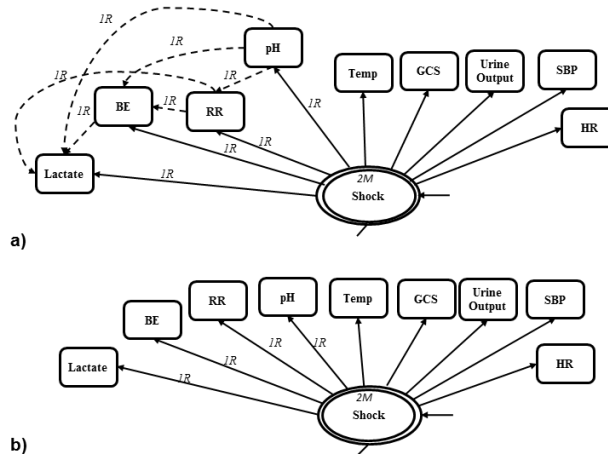 1R
1R
pH
1R
1R
1R
Temp
GCS
Urine
Output
SBP
BE
1R
RR
1R
1R
1R
HR
Lactate
1R
2M
Shock
a)
RR
pH
Temp
GCS
Urine
Output
SBP
BE
1R
1R
1R
HR
Lactate
1R
2M
Shock
b)